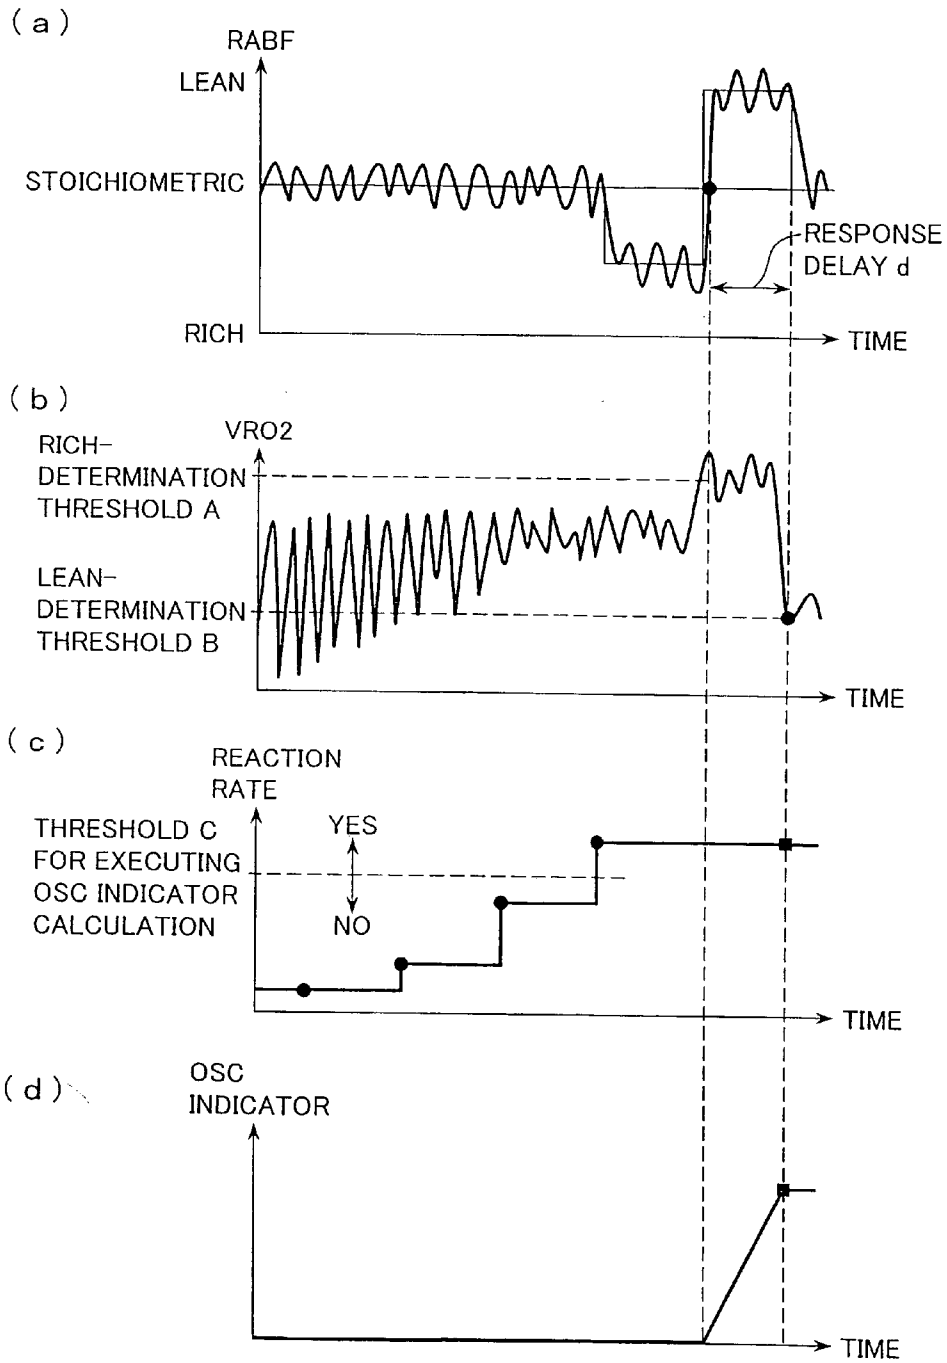 (a)
RABF
LEAN
STOICHIOMETRIC
RESPONSE
DELAY d
RICH
TIME
(b)
VRO2
RICH-
DETERMINATION
THRESHOLD A
LEAN-
DETERMINATION
THRESHOLD B
TIME
(c)
REACTION
RATE
THRESHOLD C
FOR EXECUTING
OSC INDICATOR
CALCULATION
YES
NO
TIME
(d)
OSC
INDICATOR
TIME